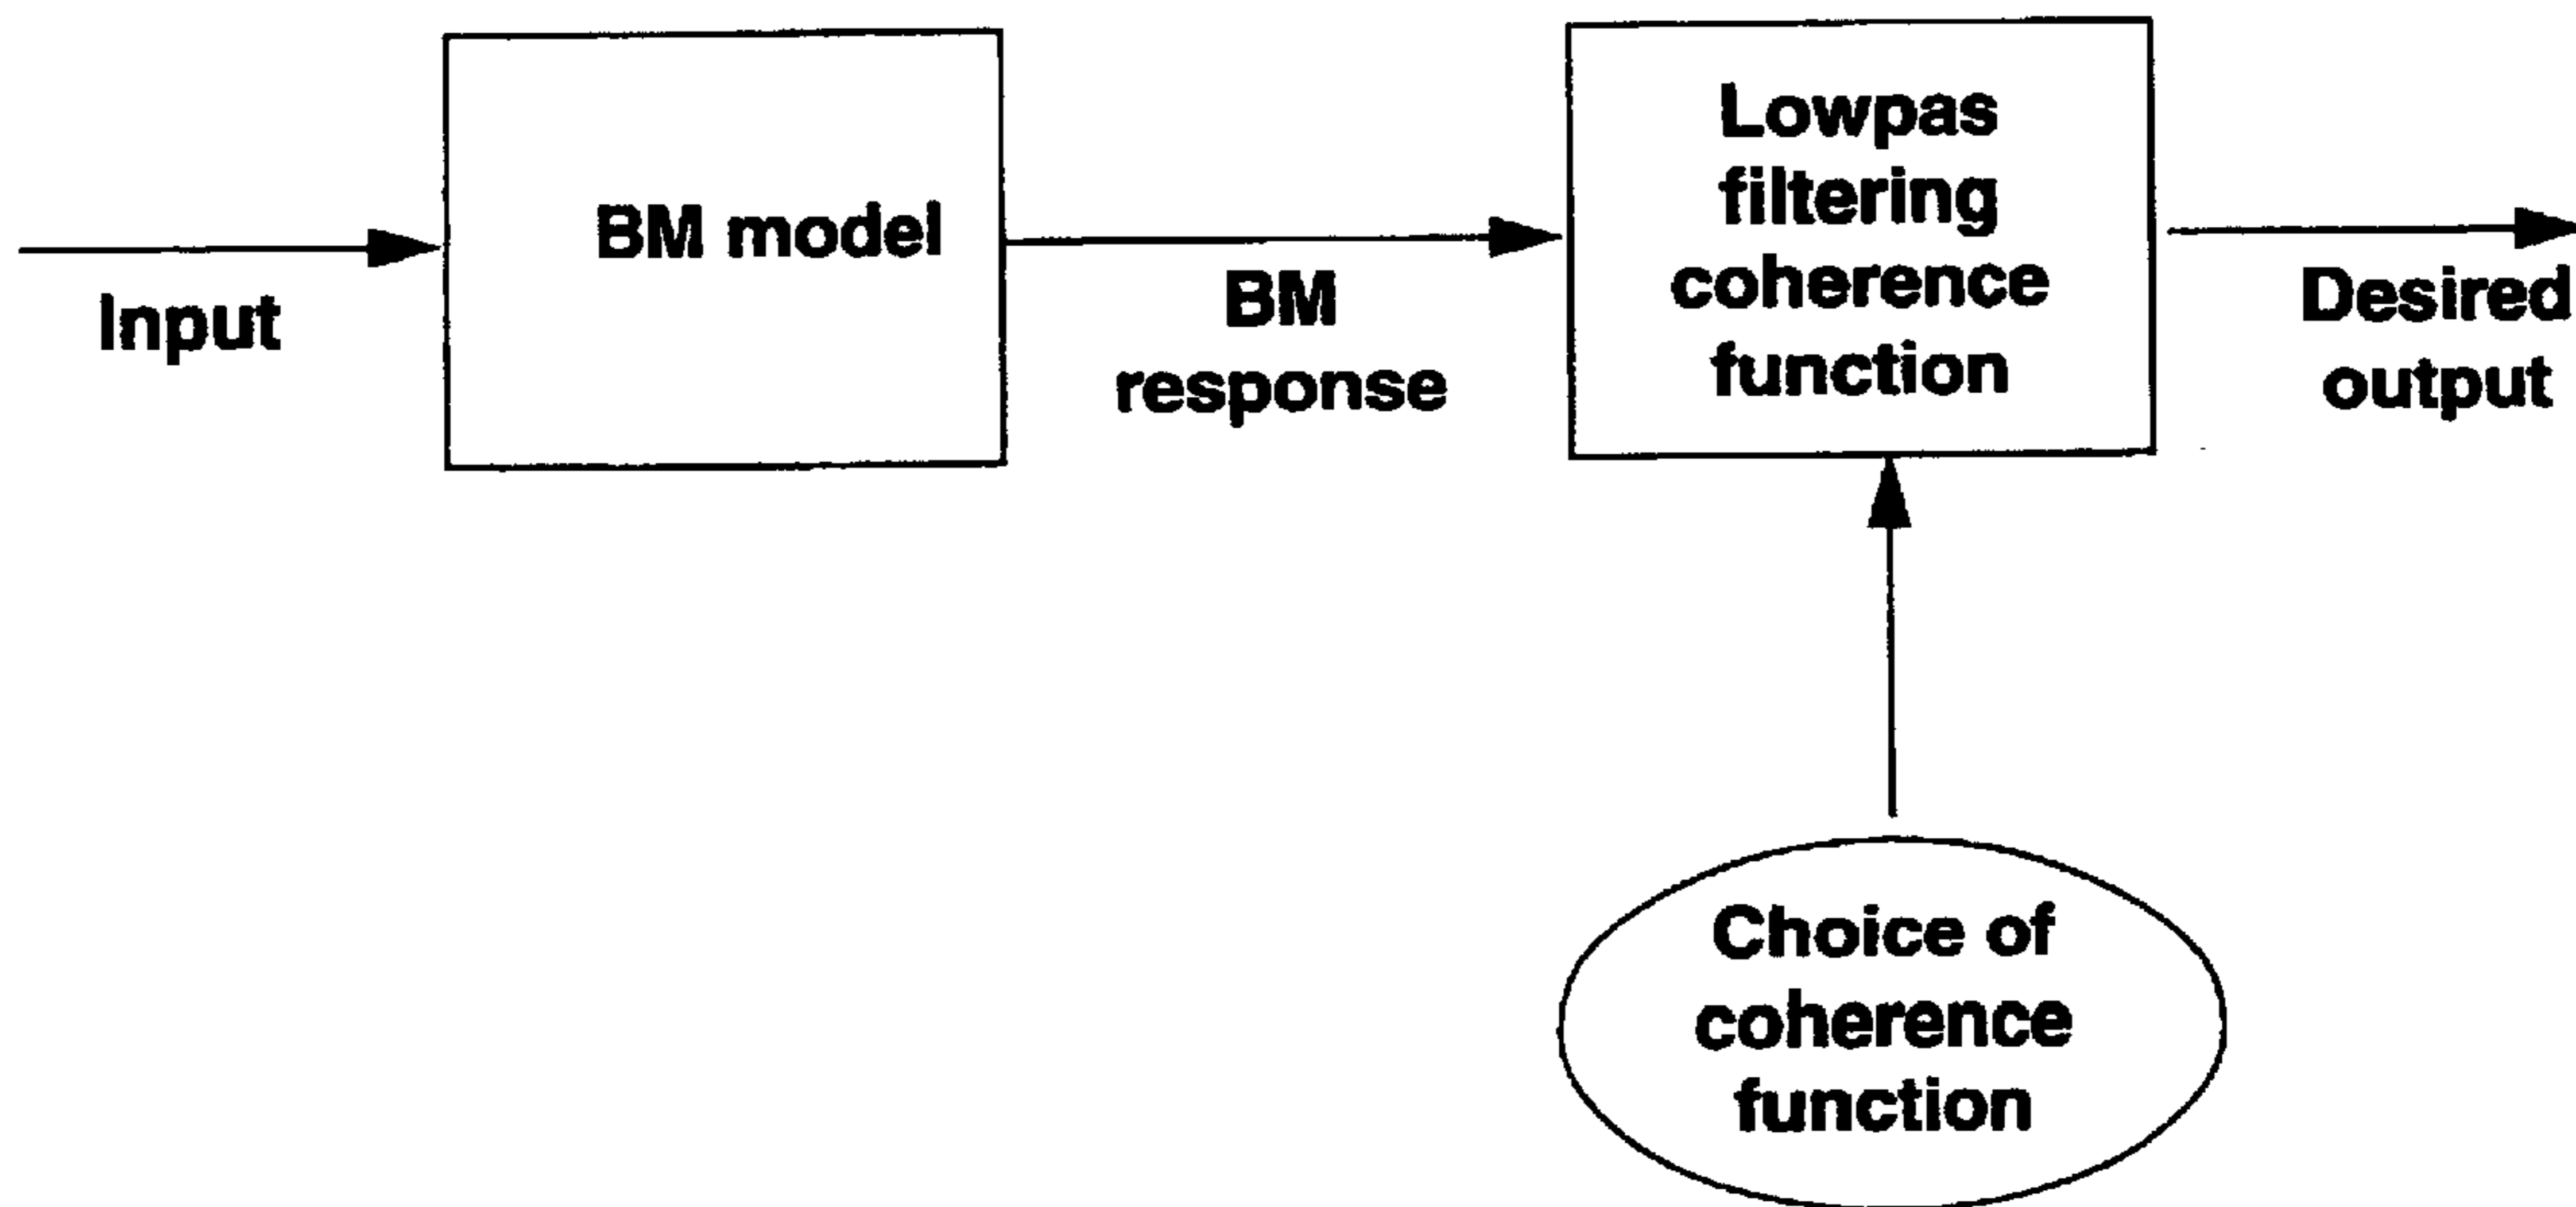 Input
BM model
BM
response
Lowpas
filtering
coherence
function
Desired
output
Choice of
coherence
function